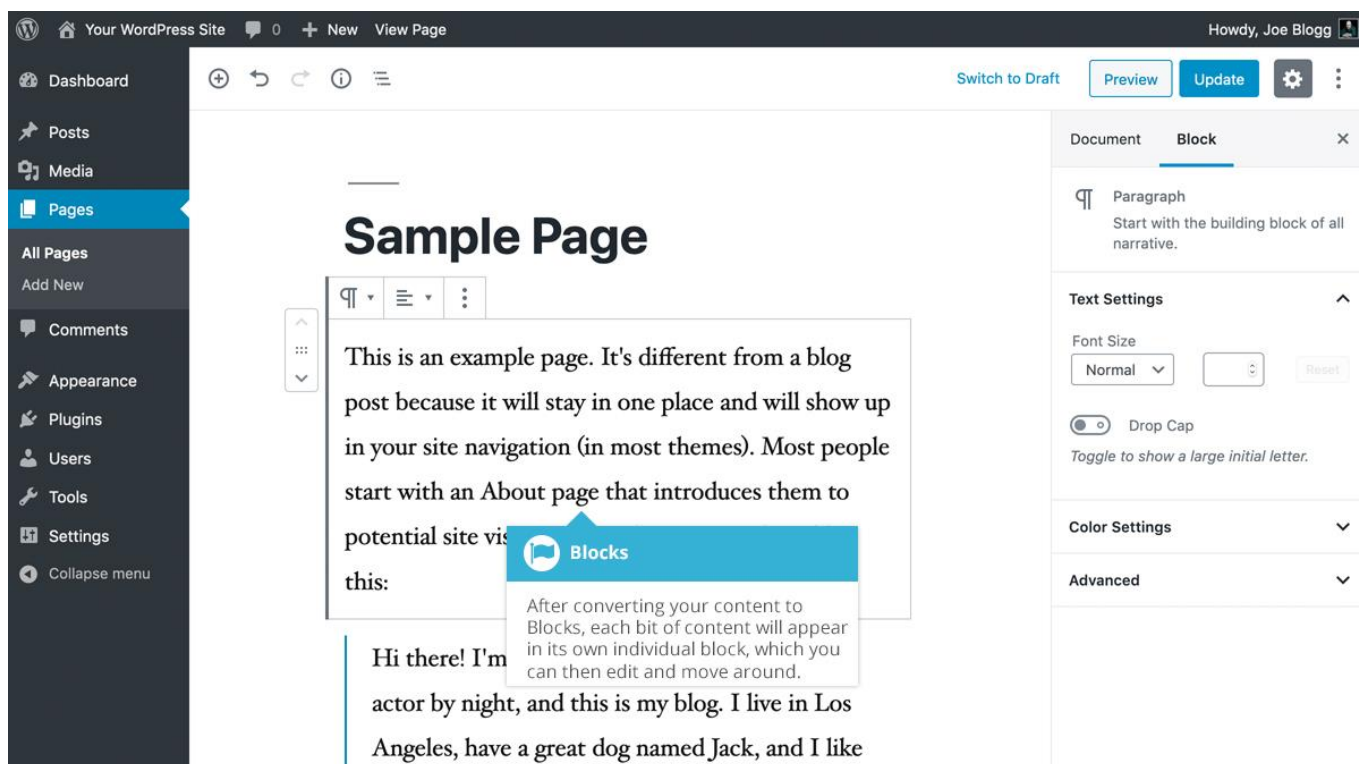 Your WordPress Site 0 New View Page
Howdy, Joe Blogg
Dashboard
Posts
Media
Pages
All Pages
Add New
Comments
Appearance
Plugins
Users
Tools
Settings
Collapse menu
Switch to Draft
Preview
Update
Sample Page
This is an example page. It's different from a blog
post because it will stay in one place and will show up
in your site navigation (in most themes). Most people
start with an About page that introduces them to
potential site
this:
Blocks
After converting your content to
Blocks, each bit of content will appear
in its own individual block, which you
can then edit and move around.
Hi there! I'm
actor by night, and this is my blog. I live in Los
Angeles, have a great dog named Jack, and I like
Document Block
Paragraph
Start with the building block of all
narrative.
Text Settings
Font Size
Normal
Reset
Drop Cap
Toggle to show a large initial letter.
Color Settings
Advanced